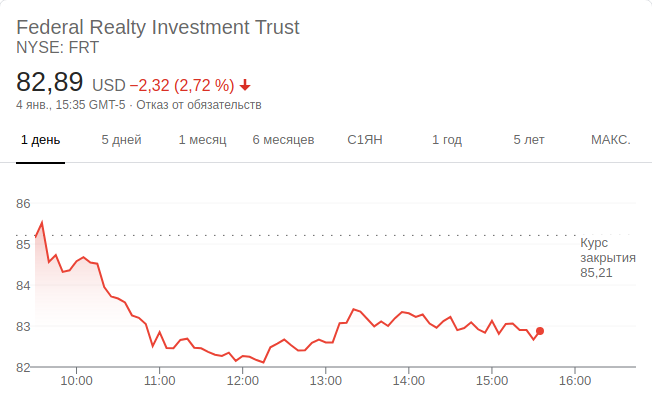 Federal Realty Investment Trust
NYSE: FRT
82,89 USD −2,32 (2,72 %)
4 янв., 15:35 GMT-5 · Отказ от обязательств
1 день 5 дней 1 месяц 6 месяцев С1ЯН 1 год 5 лет МАКС.
86
85
84
83
82
Курс
закрытия
85,21
10:00 11:00 12:00 13:00 14:00 15:00 16:00